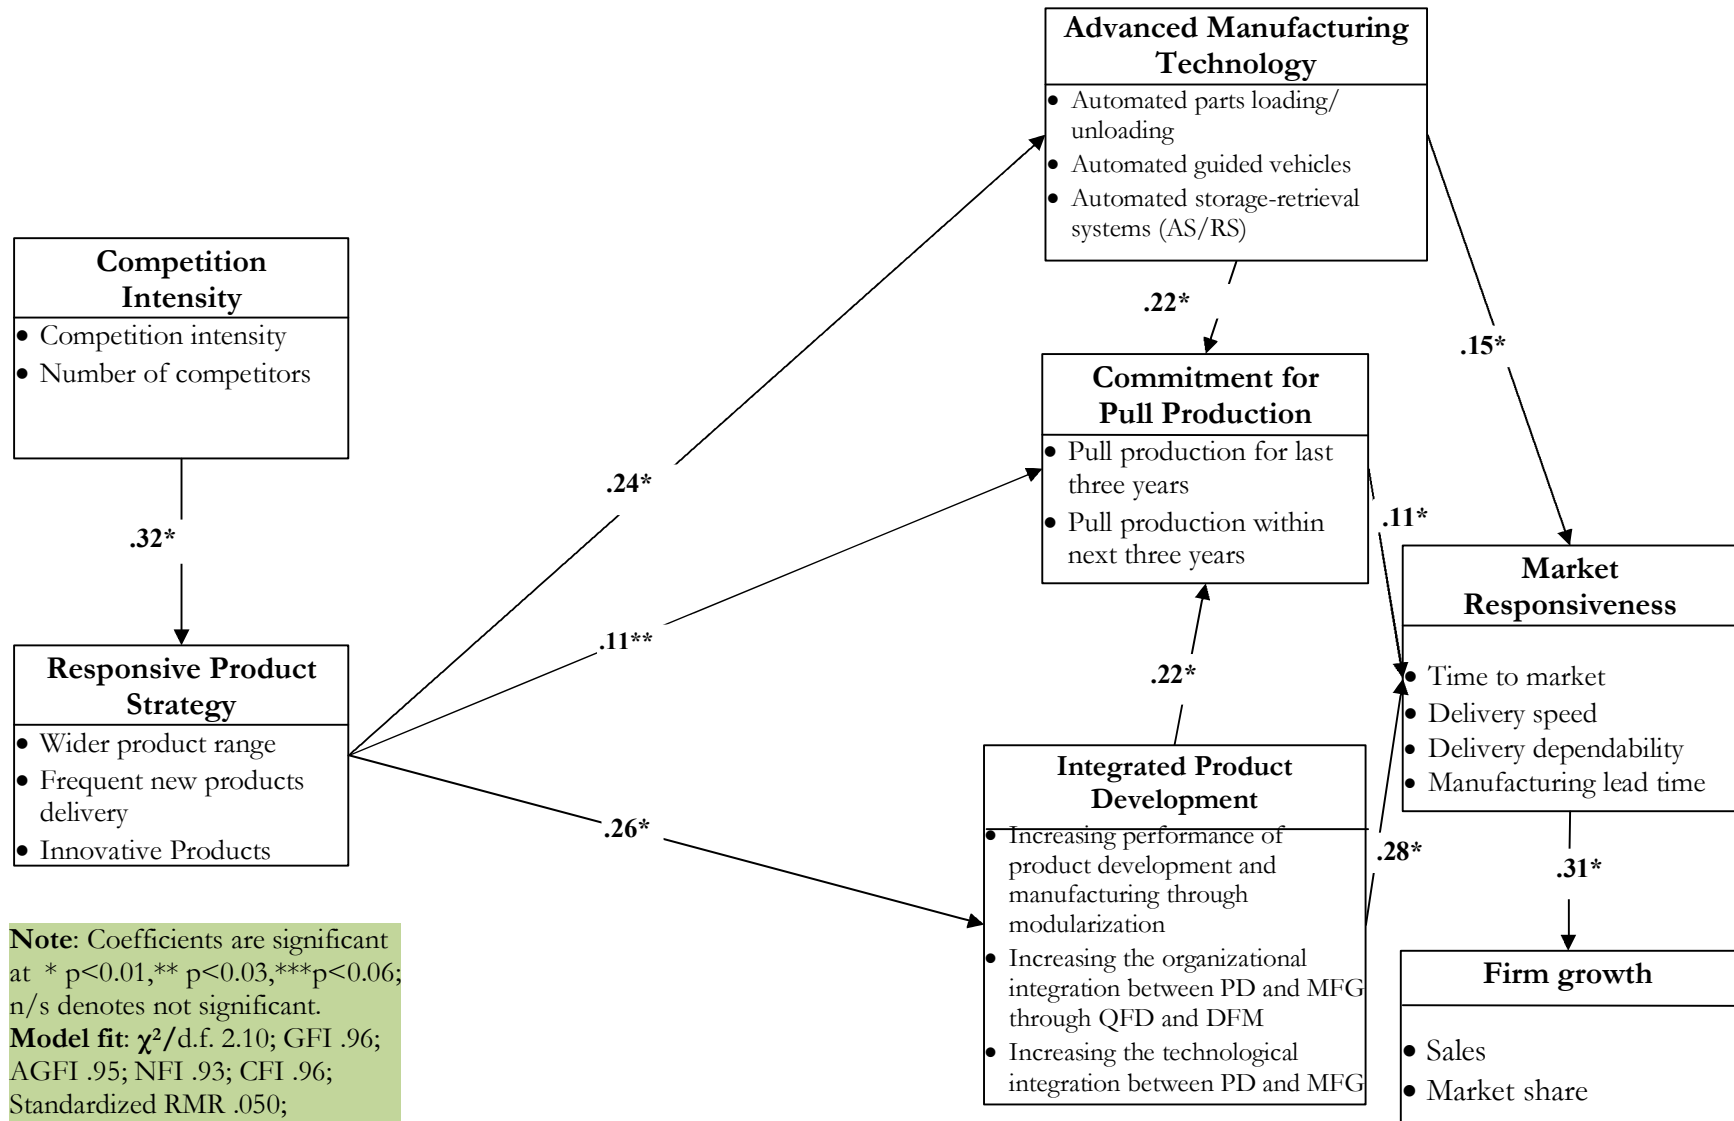 Advanced Manufacturing
Technology
• Automated parts loading/
unloading
• Automated guided vehicles
• Automated storage-retrieval
systems (AS/RS)
Competition
Intensity
• Competition intensity
• Number of competitors
.22*
.15*
Commitment for
Pull Production
• Pull production for last
three years
• Pull production within
next three years
.24*
.11*
.32*
Market
Responsiveness
• Time to market
• Delivery speed
• Delivery dependability
• Manufacturing lead time
.11**
.22*
Responsive Product
Strategy
• Wider product range
• Frequent new products
delivery
• Innovative Products
.26*
Integrated Product
Development
• Increasing performance of
product development and
manufacturing through
modularization
• Increasing the organizational
integration between PD and MFG
through QFD and DFM
• Increasing the technological
integration between PD and MFG
.28*
.31*
Firm growth
• Sales
• Market share
Note: Coefficients are significant
at * p<0.01,** p<0.03,***p<0.06;
n/s denotes not significant.
Model fit: χ²/d.f. 2.10; GFI .96;
AGFI .95; NFI .93; CFI .96;
Standardized RMR .050;